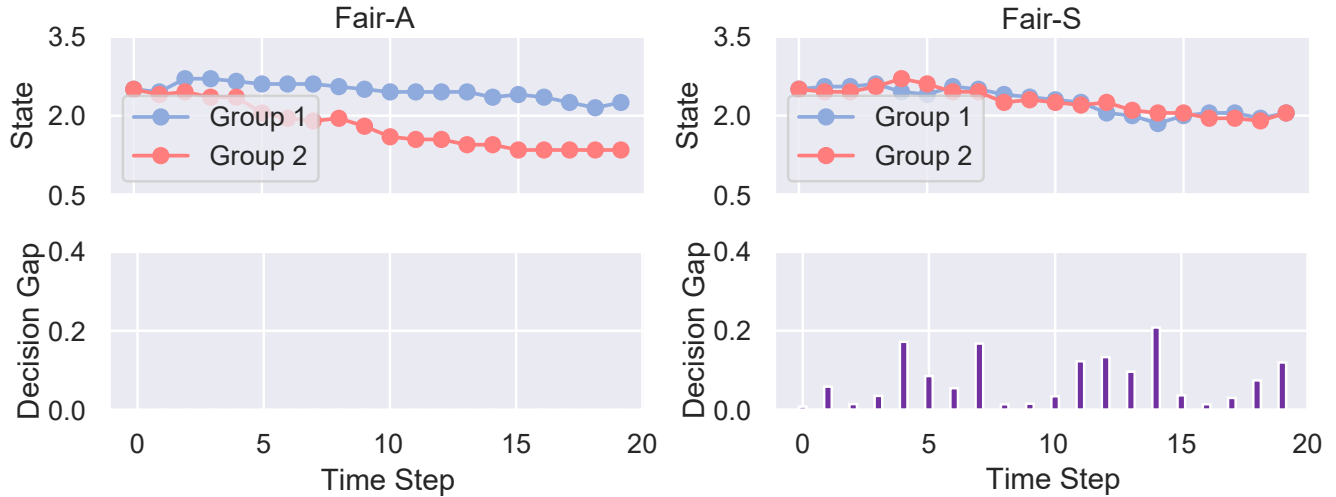 Fair-A
State
3.5
2.0
0.5
Group 1
Group 2
Decision Gap
0.4
0.2
0.0
0 5 10 15 20
Time Step
Fair-S
State
3.5
2.0
0.5
Group 1
Group 2
Decision Gap
0.4
0.2
0.0
0 5 10 15 20
Time Step